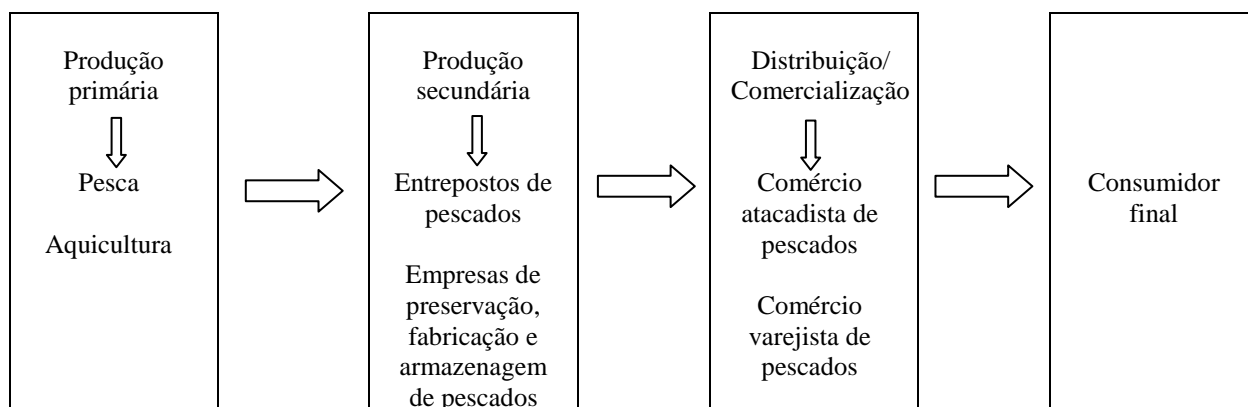 Produção
primária
Pesca
Aquicultura
Produção
secundária
Entrepostos de
pescados
Empresas de
preservação,
fabricação e
armazenagem
de pescados
Distribuição/
Comercialização
Comércio
atacadista de
pescados
Comércio
varejista de
pescados
Consumidor
final